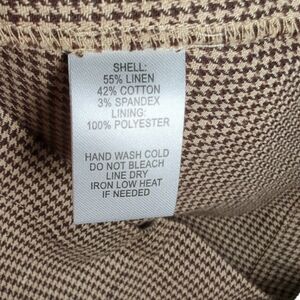 SHELL:
55% LINEN
42% COTTON
3% SPANDEX
LINING:
100% POLYESTER
HAND WASH COLD
DO NOT BLEACH
LINE DRY
IRON LOW HEAT
IF NEEDED